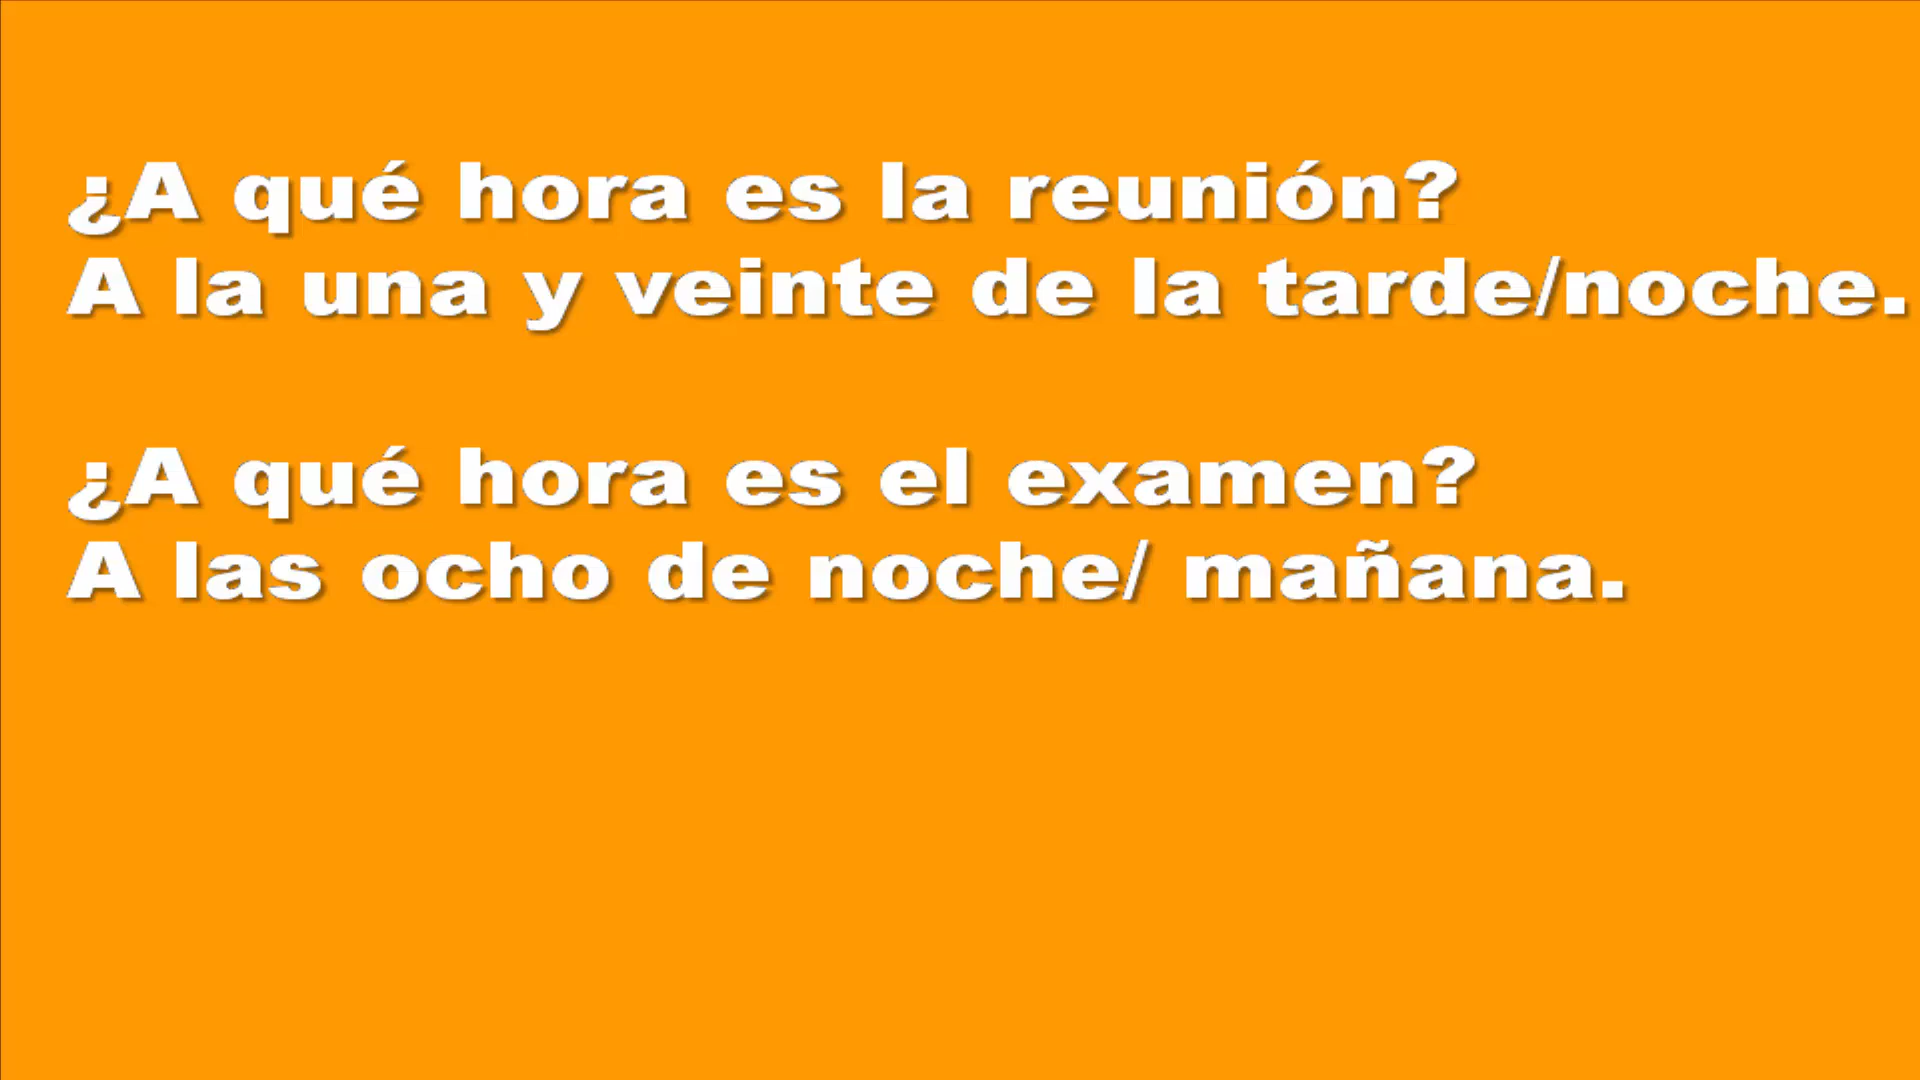 ¿A qué hora es la reunión?
A la una y veinte de la tarde/noche.
¿A qué hora es el examen?
A las ocho de noche/ mañana.